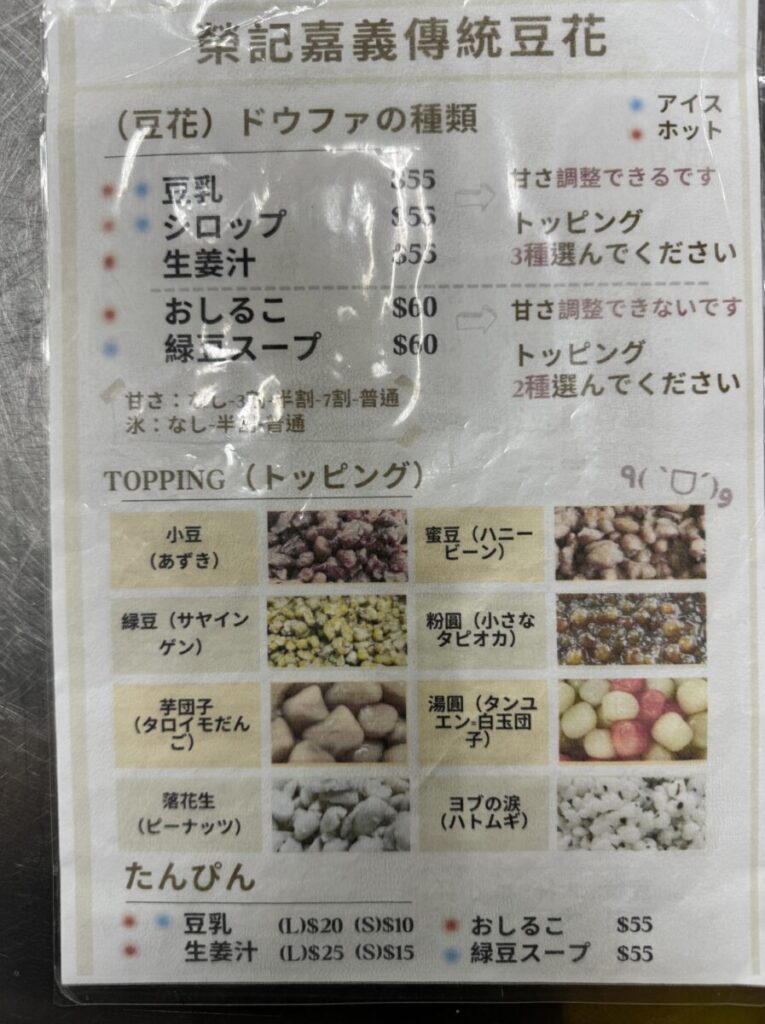 榮記嘉義傳統豆花
（豆花）ドウファの種類
アイス
ホット
豆乳 $55
シロップ $55
生姜汁 $55
甘さ調整できるです
トッピング
3種選んでください
おしるこ $60
緑豆スープ $60
甘さ調整できないです
トッピング
2種選んでください
甘さ：なし-3割-半割-7割-普通
氷：なし-半割-普通
TOPPING（トッピング）
小豆
（あずき）
蜜豆（ハニー
ビーン）
緑豆（サヤイン
ゲン）
粉圓（小さな
タピオカ）
芋団子
（タロイモだん
ご）
湯圓（タンユ
エン=白玉団
子）
落花生
（ピーナッツ）
ヨブの涙
（ハトムギ）
たんぴん
豆乳 (L)$20 (S)$10
生姜汁 (L)$25 (S)$15
おしるこ $55
緑豆スープ $55